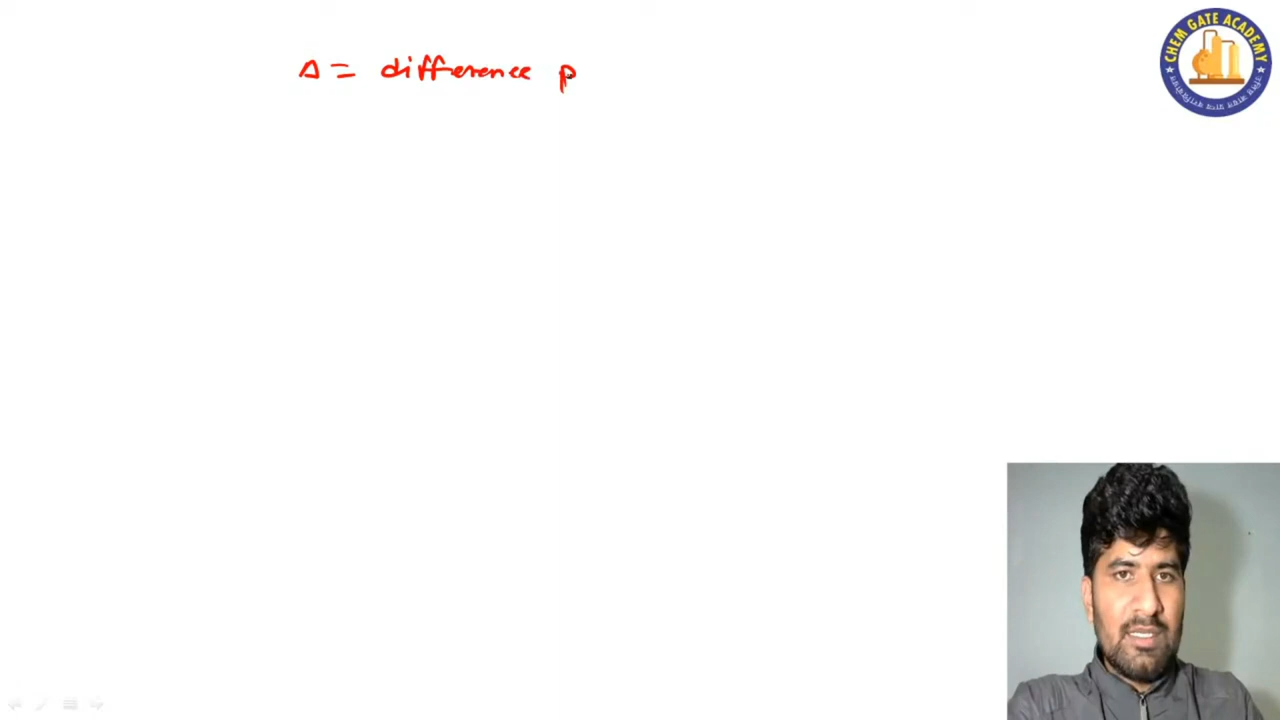 Δ = difference p
CHEM GATE ACADEMY